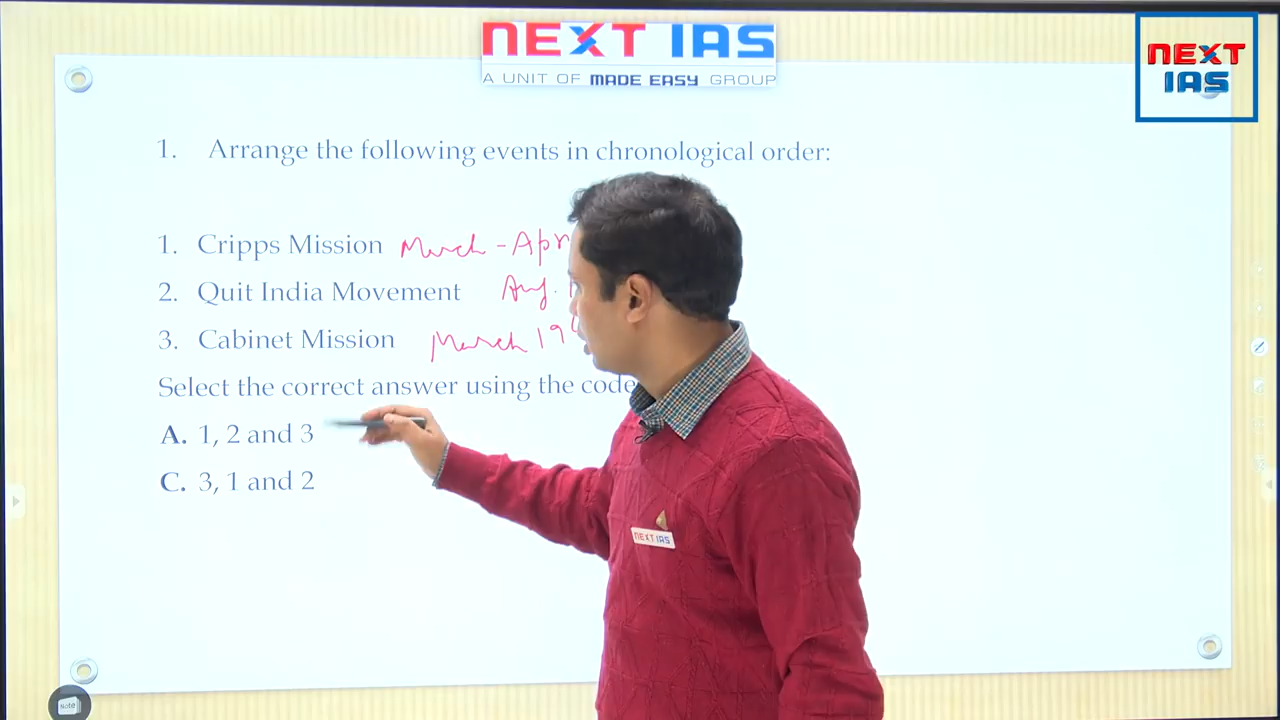 NEXT IAS
A UNIT OF MADE EASY GROUP
NEXT
IAS
1. Arrange the following events in chronological order:
1. Cripps Mission March - Apr
2. Quit India Movement Aug.
3. Cabinet Mission March 19
Select the correct answer using the code
A. 1, 2 and 3
C. 3, 1 and 2
NEXT IAS
note